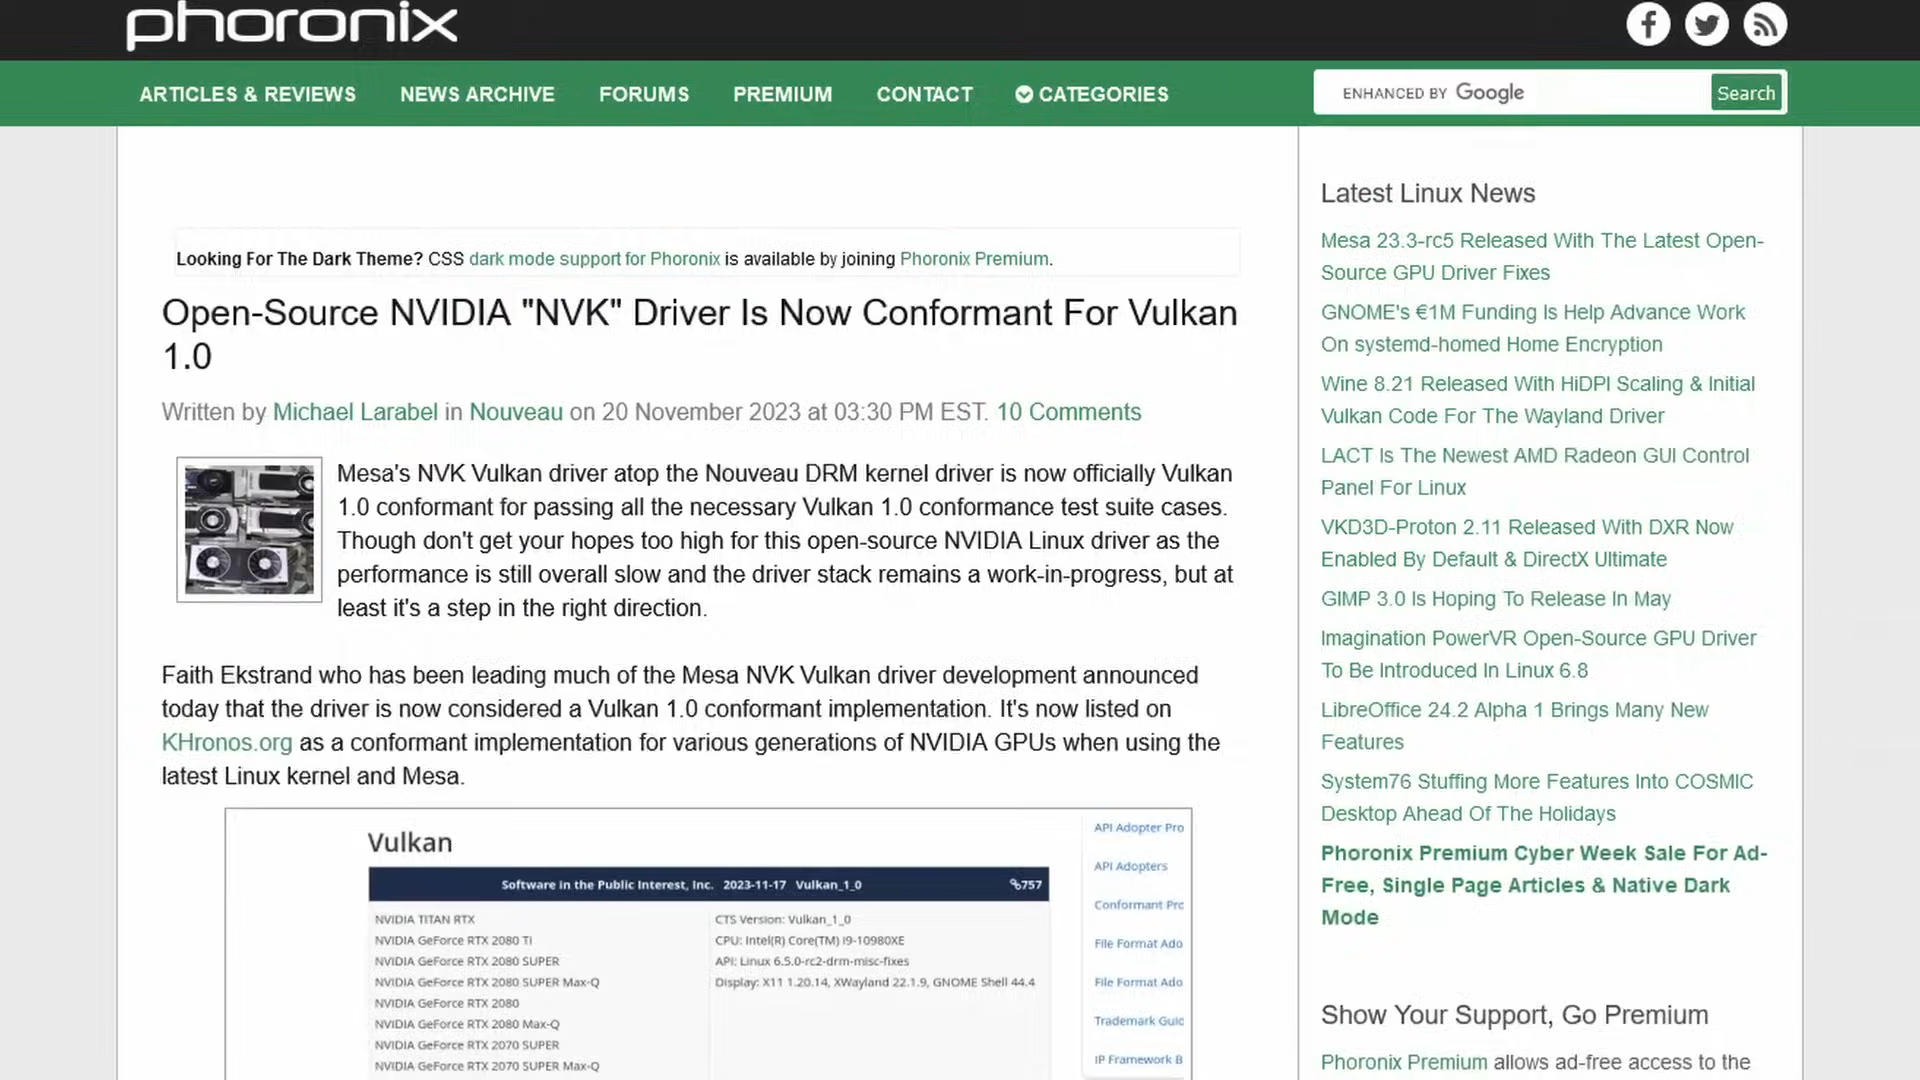 phoronix
ARTICLES & REVIEWS
NEWS ARCHIVE
FORUMS
PREMIUM
CONTACT
CATEGORIES
ENHANCED BY Google
Search
Looking For The Dark Theme? CSS dark mode support for Phoronix is available by joining Phoronix Premium.
Open-Source NVIDIA "NVK" Driver Is Now Conformant For Vulkan
1.0
Written by Michael Larabel in Nouveau on 20 November 2023 at 03:30 PM EST. 10 Comments
Mesa's NVK Vulkan driver atop the Nouveau DRM kernel driver is now officially Vulkan
1.0 conformant for passing all the necessary Vulkan 1.0 conformance test suite cases.
Though don't get your hopes too high for this open-source NVIDIA Linux driver as the
performance is still overall slow and the driver stack remains a work-in-progress, but at
least it's a step in the right direction.
Faith Ekstrand who has been leading much of the Mesa NVK Vulkan driver development announced
today that the driver is now considered a Vulkan 1.0 conformant implementation. It's now listed on
KHronos.org as a conformant implementation for various generations of NVIDIA GPUs when using the
latest Linux kernel and Mesa.
Vulkan
Software in the Public Interest, Inc. 2023-11-17 Vulkan_1_0
757
NVIDIA TITAN RTX
NVIDIA GeForce RTX 2080 Ti
NVIDIA GeForce RTX 2080 SUPER
NVIDIA GeForce RTX 2080 SUPER Max-Q
NVIDIA GeForce RTX 2080
NVIDIA GeForce RTX 2080 Max-Q
NVIDIA GeForce RTX 2070 SUPER
NVIDIA GeForce RTX 2070 SUPER Max-Q
CTS Version: Vulkan_1_0
CPU: Intel(R) Core(TM) i9-10980XE
API: Linux 6.5.0-rc2-drm-misc-fixes
Display: X11 1.20.14, XWayland 22.1.9, GNOME Shell 44.4
API Adopter Pro
API Adopters
Conformant Prc
File Format Ado
File Format Ado
Trademark Guic
IP Framework B
Latest Linux News
Mesa 23.3-rc5 Released With The Latest Open-
Source GPU Driver Fixes
GNOME's €1M Funding Is Help Advance Work
On systemd-homed Home Encryption
Wine 8.21 Released With HiDPI Scaling & Initial
Vulkan Code For The Wayland Driver
LACT Is The Newest AMD Radeon GUI Control
Panel For Linux
VKD3D-Proton 2.11 Released With DXR Now
Enabled By Default & DirectX Ultimate
GIMP 3.0 Is Hoping To Release In May
Imagination PowerVR Open-Source GPU Driver
To Be Introduced In Linux 6.8
LibreOffice 24.2 Alpha 1 Brings Many New
Features
System76 Stuffing More Features Into COSMIC
Desktop Ahead Of The Holidays
Phoronix Premium Cyber Week Sale For Ad-
Free, Single Page Articles & Native Dark
Mode
Show Your Support, Go Premium
Phoronix Premium allows ad-free access to the